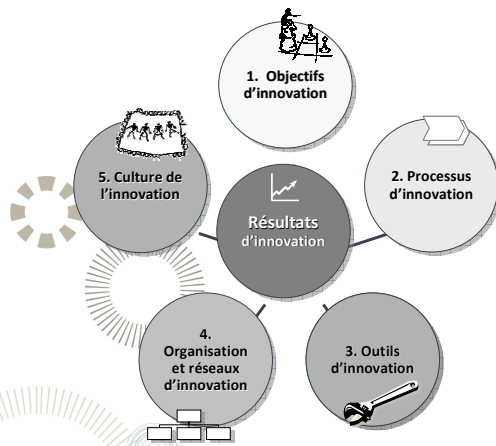 1. Objectifs
d'innovation
2. Processus
d'innovation
3. Outils
d'innovation
4.
Organisation
et réseaux
d'innovation
5. Culture de
l'innovation
Résultats
d'innovation